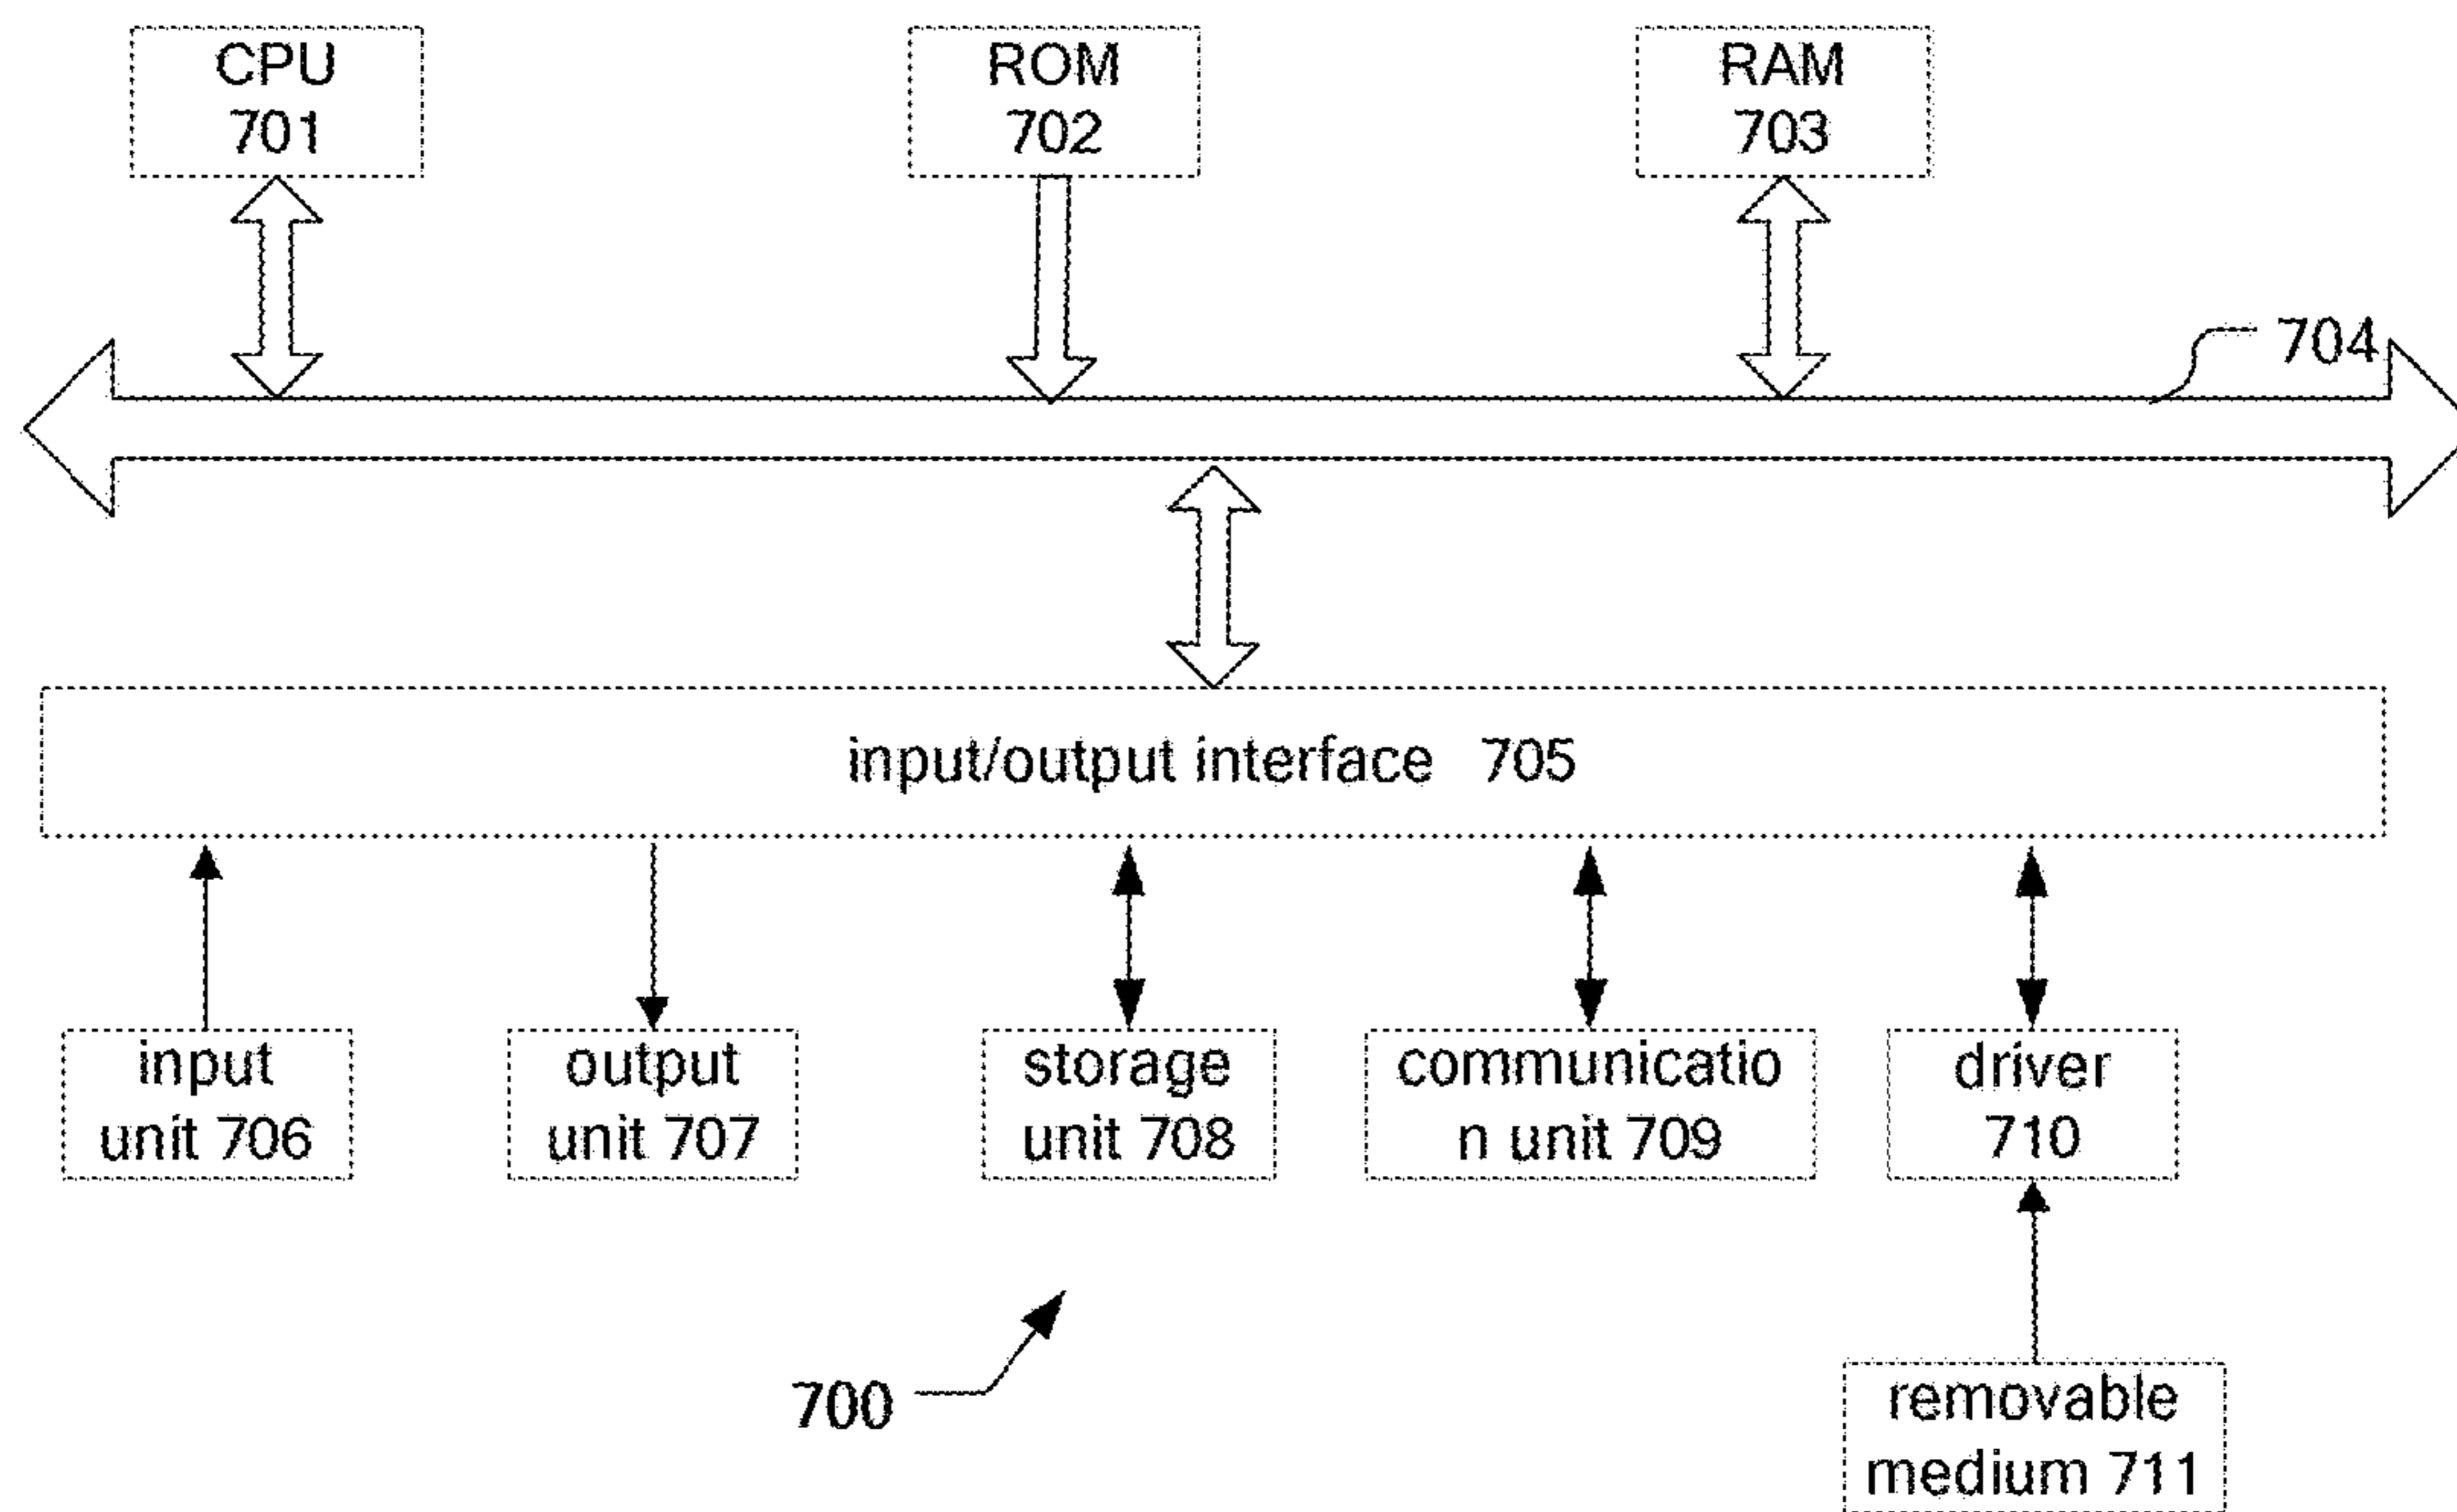 CPU
701
ROM
702
RAM
703
704
input/output interface 705
input
unit 706
output
unit 707
storage
unit 708
communicatio
n unit 709
driver
710
700
removable
medium 711